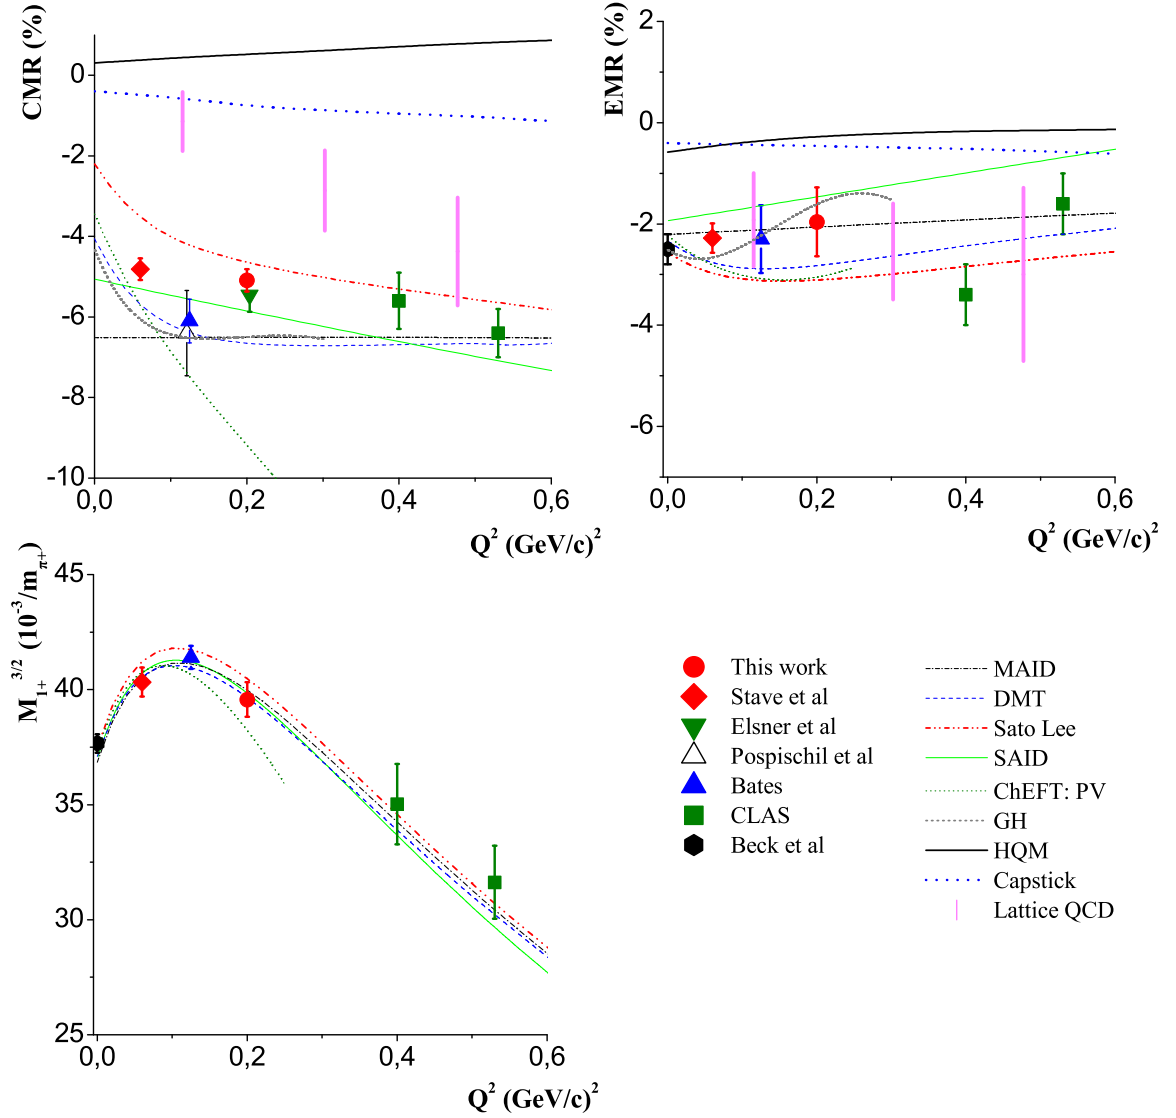 CMR (%)
0
-2
-4
-6
-8
-10
0,0 0,2 0,4 0,6
Q² (GeV/c)²
EMR (%)
2
0
-2
-4
-6
0,0 0,2 0,4 0,6
Q² (GeV/c)²
M₁₊³ᐟ² (10⁻³/mπ+)
45
40
35
30
25
0,0 0,2 0,4 0,6
Q² (GeV/c)²
This work
Stave et al
Elsner et al
Pospischil et al
Bates
CLAS
Beck et al
MAID
DMT
Sato Lee
SAID
ChEFT: PV
GH
HQM
Capstick
Lattice QCD